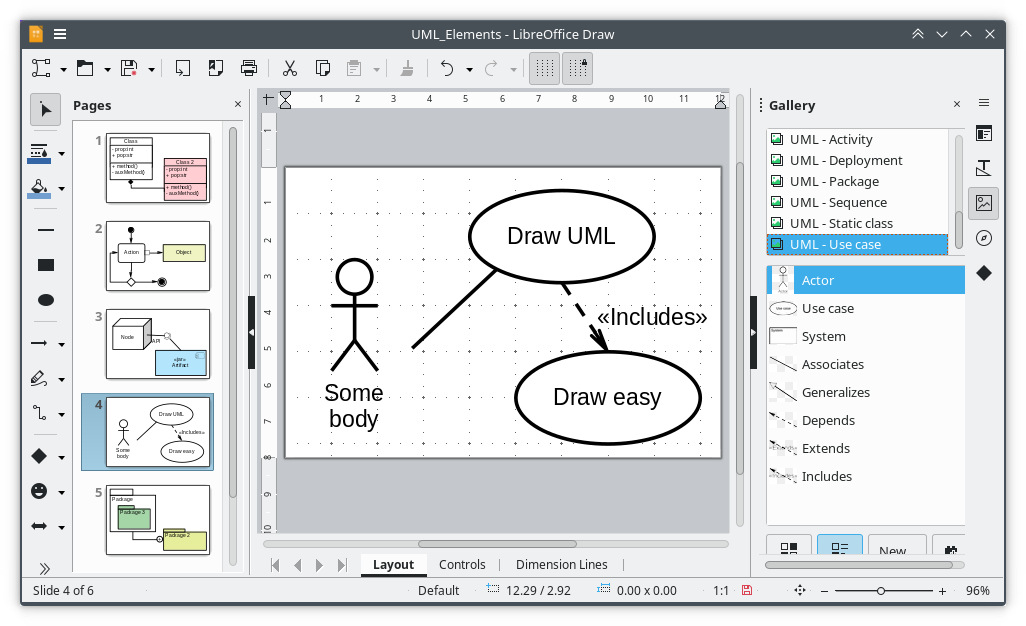 UML_Elements - LibreOffice Draw
Pages
1
Class
- prop:int
+ pop:str
+ method()
- auxMethod()
Class 2
- prop:int
+ pop:str
+ method()
- auxMethod()
2
Action
Object
3
Node
API
«jar»
Artifact
4
Draw UML
«Includes»
Some
body
Draw easy
5
Package
Package 3
Package 2
1 2 3 4 5 6 7 8 9 10 11 12
1
1
2
3
4
5
6
7
8
9
10
Draw UML
«Includes»
Some
body
Draw easy
Layout
Controls
Dimension Lines
Gallery
UML - Activity
UML - Deployment
UML - Package
UML - Sequence
UML - Static class
UML - Use case
Actor
Use case
System
Associates
Generalizes
Depends
Extends
Includes
New...
Slide 4 of 6
Default
12.29 / 2.92
0.00 x 0.00
1:1
96%